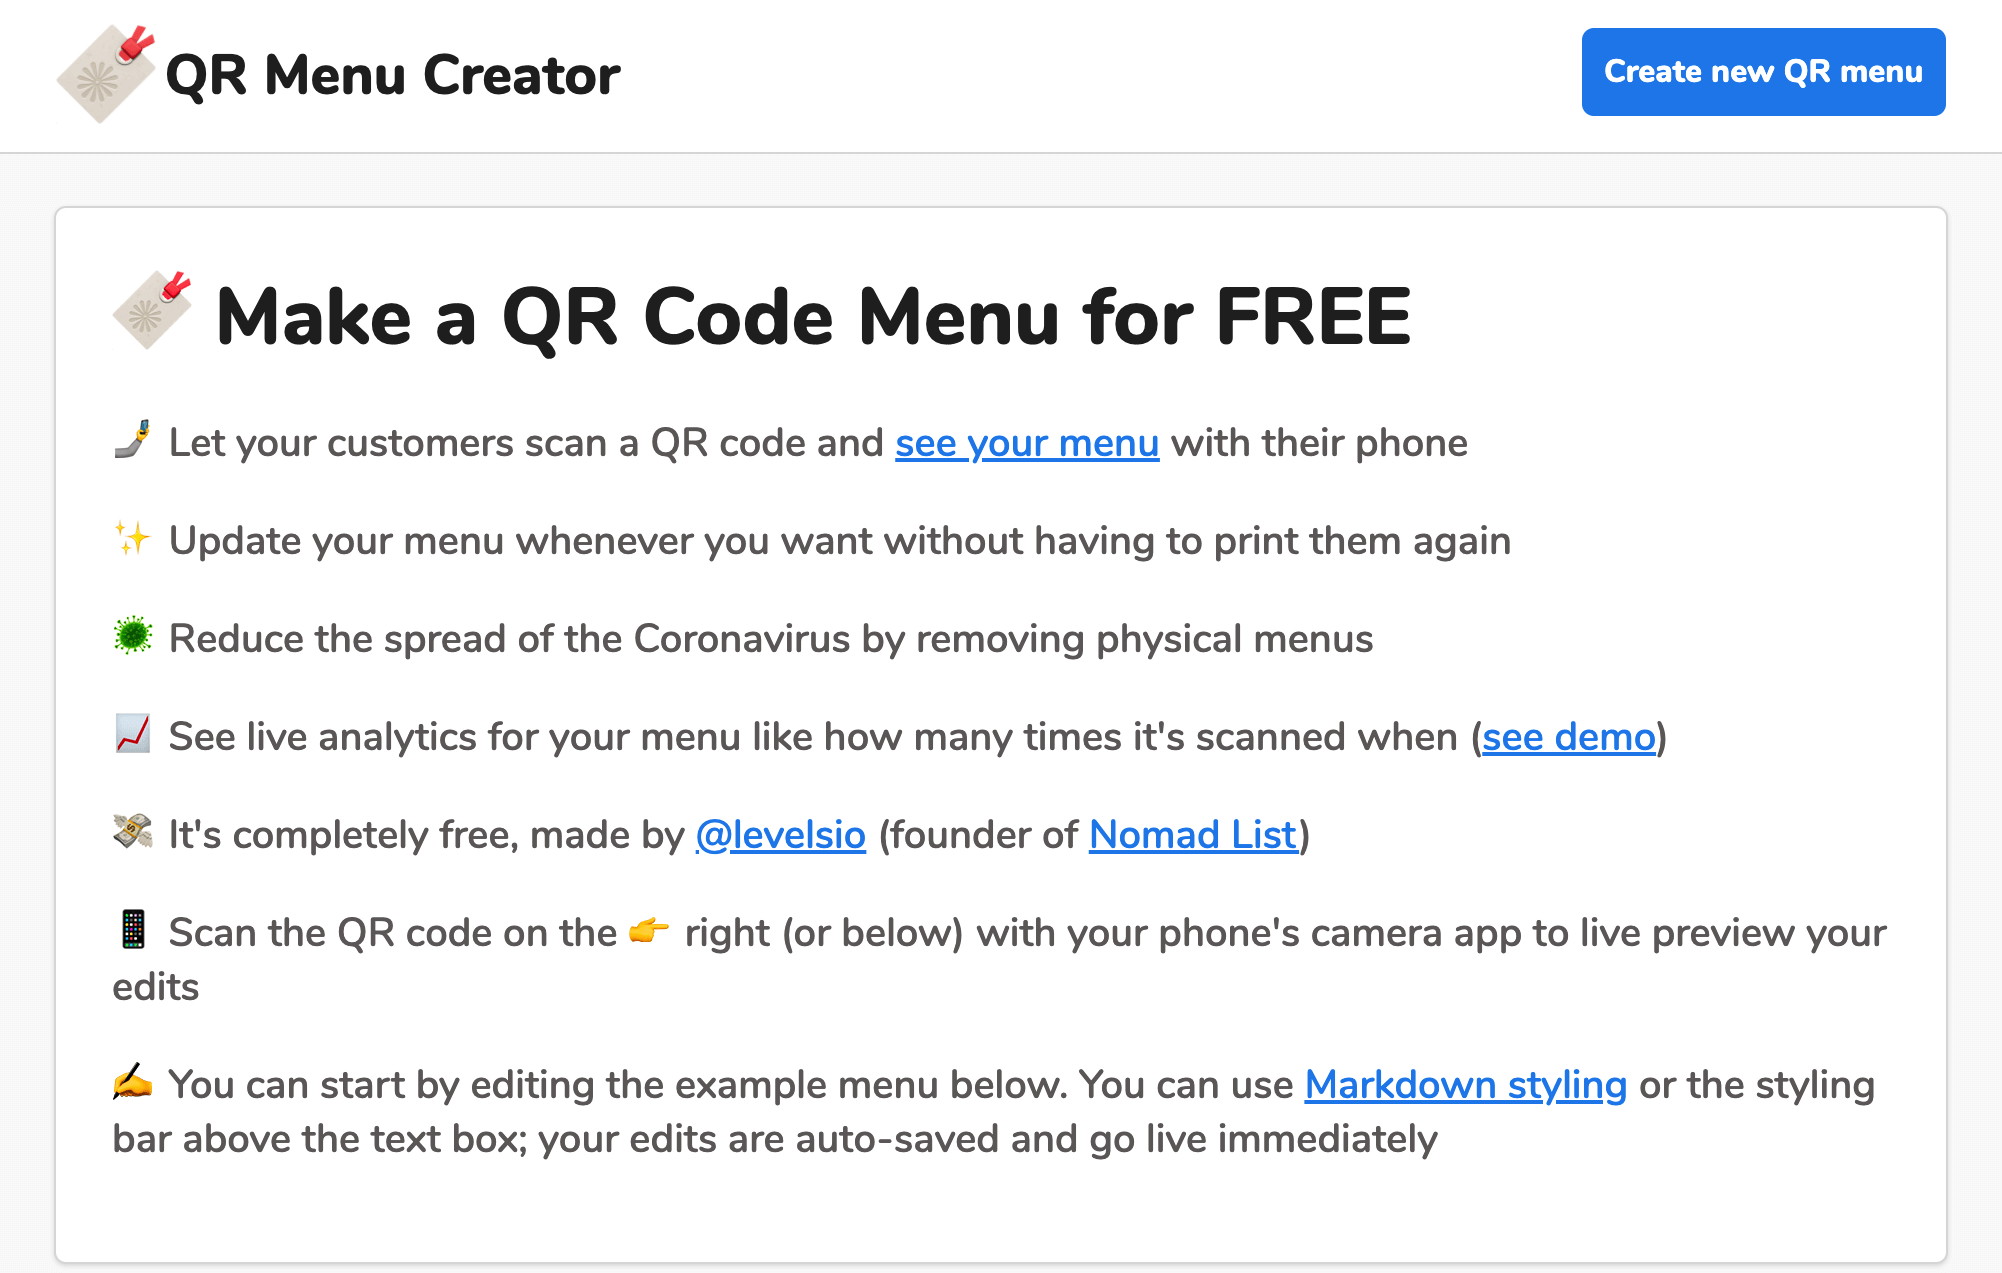 QR Menu Creator
Create new QR menu
Make a QR Code Menu for FREE
🤳 Let your customers scan a QR code and see your menu with their phone
✨ Update your menu whenever you want without having to print them again
🦠 Reduce the spread of the Coronavirus by removing physical menus
📈 See live analytics for your menu like how many times it's scanned when (see demo)
💸 It's completely free, made by @levelsio (founder of Nomad List)
📱 Scan the QR code on the 👉 right (or below) with your phone's camera app to live preview your
edits
✍️ You can start by editing the example menu below. You can use Markdown styling or the styling
bar above the text box; your edits are auto-saved and go live immediately